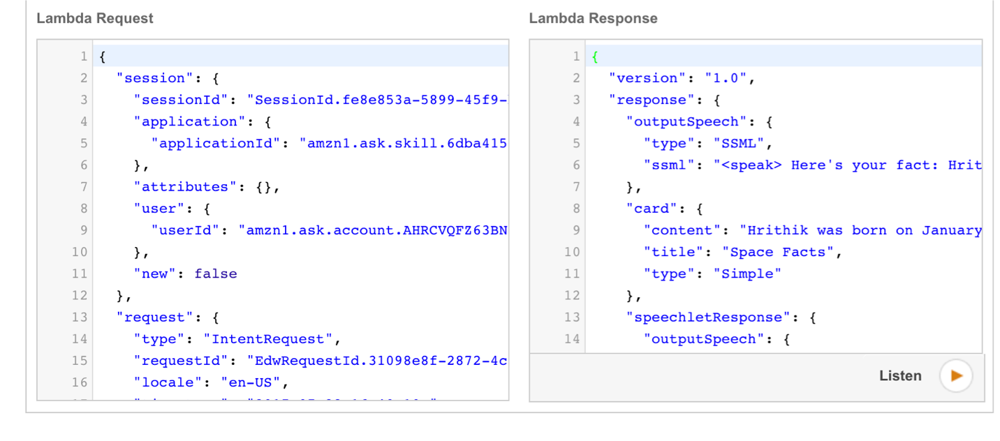 Lambda Request
1 {
2 "session": {
3 "sessionId": "SessionId.fe8e853a-5899-45f9-
4 "application": {
5 "applicationId": "amzn1.ask.skill.6dba415
6 },
7 "attributes": {},
8 "user": {
9 "userId": "amzn1.ask.account.AHRCVQFZ63BN
10 },
11 "new": false
12 },
13 "request": {
14 "type": "IntentRequest",
15 "requestId": "EdwRequestId.31098e8f-2872-4c
16 "locale": "en-US",
Lambda Response
1 {
2 "version": "1.0",
3 "response": {
4 "outputSpeech": {
5 "type": "SSML",
6 "ssml": "<speak> Here's your fact: Hrit
7 },
8 "card": {
9 "content": "Hrithik was born on January
10 "title": "Space Facts",
11 "type": "Simple"
12 },
13 "speechletResponse": {
14 "outputSpeech": {
Listen